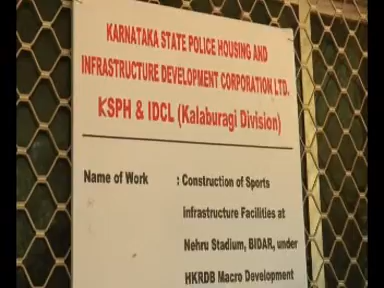 KARNATAKA STATE POLICE HOUSING AND
INFRASTRUCTURE DEVELOPMENT CORPORATION LTD.
KSPH & IDCL (Kalaburagi Division)
Name of Work : Construction of Sports
infrastructure Facilities at
Nehru Stadium, BIDAR, under
HKRDB Macro Development